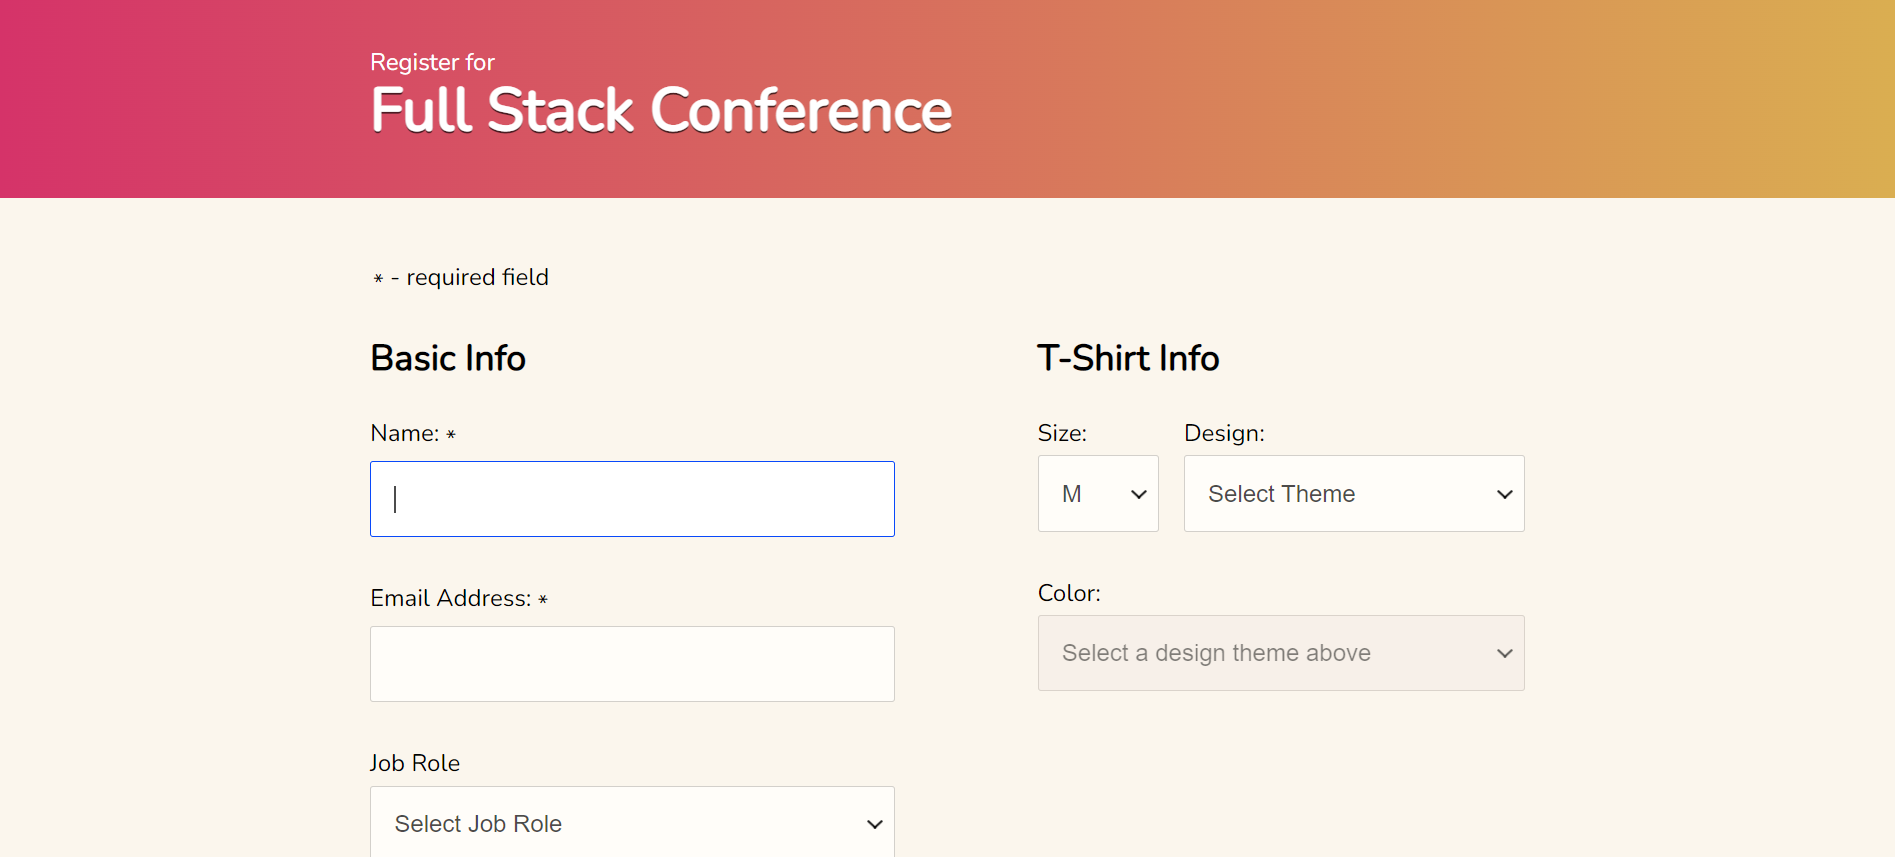 Register for
Full Stack Conference
* - required field
Basic Info
Name: *
Email Address: *
Job Role
Select Job Role
T-Shirt Info
Size:
M
Design:
Select Theme
Color:
Select a design theme above